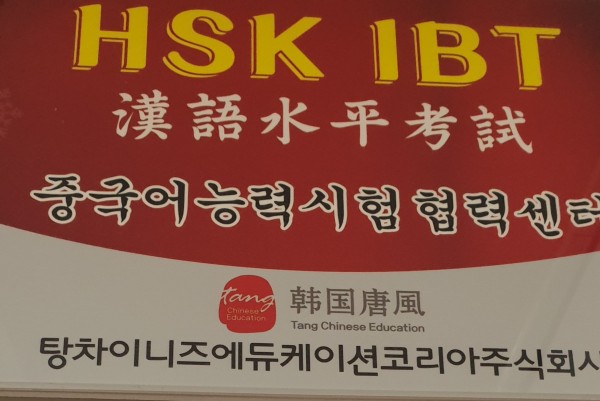 HSK IBT
漢語水平考試
중국어능력시험 협력센터
tang
Chinese
Education
韩国唐風
Tang Chinese Education
탕차이니즈에듀케이션코리아주식회사